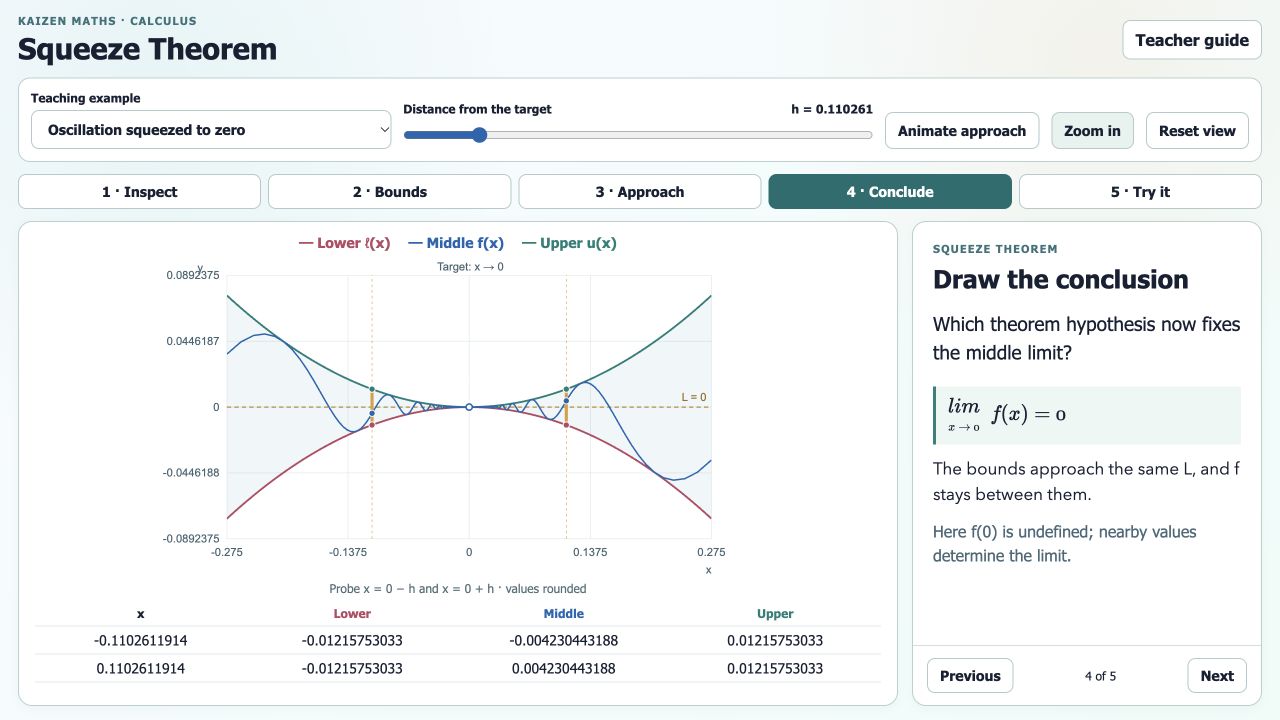 KAIZEN MATHS · CALCULUS
Squeeze Theorem
Teacher guide
Teaching example
Oscillation squeezed to zero
Distance from the target
h = 0.110261
Animate approach
Zoom in
Reset view
1 · Inspect
2 · Bounds
3 · Approach
4 · Conclude
5 · Try it
— Lower ℓ(x)
— Middle f(x)
— Upper u(x)
y
Target: x → 0
0.0892375
0.0446187
0
-0.0446188
-0.0892375
L = 0
-0.275
-0.1375
0
0.1375
0.275
x
Probe x = 0 − h and x = 0 + h · values rounded
x Lower Middle Upper
-0.1102611914 -0.01215753033 -0.004230443188 0.01215753033
0.1102611914 -0.01215753033 0.004230443188 0.01215753033
SQUEEZE THEOREM
Draw the conclusion
Which theorem hypothesis now fixes
the middle limit?
lim f(x) = 0
x → 0
The bounds approach the same L, and f
stays between them.
Here f(0) is undefined; nearby values
determine the limit.
Previous
4 of 5
Next